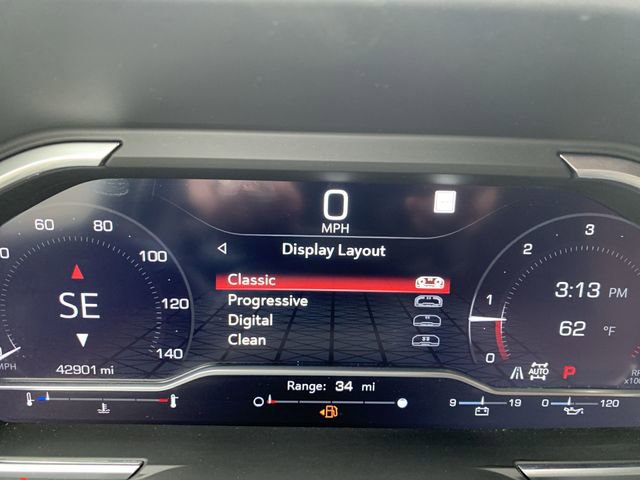 0
MPH
Display Layout
Classic
Progressive
Digital
Clean
60 80 100 120 140
SE
42901 mi
MPH
3
2
1
0
3:13 PM
62 °F
AUTO
P
Range: 34 mi
9 19
0 120